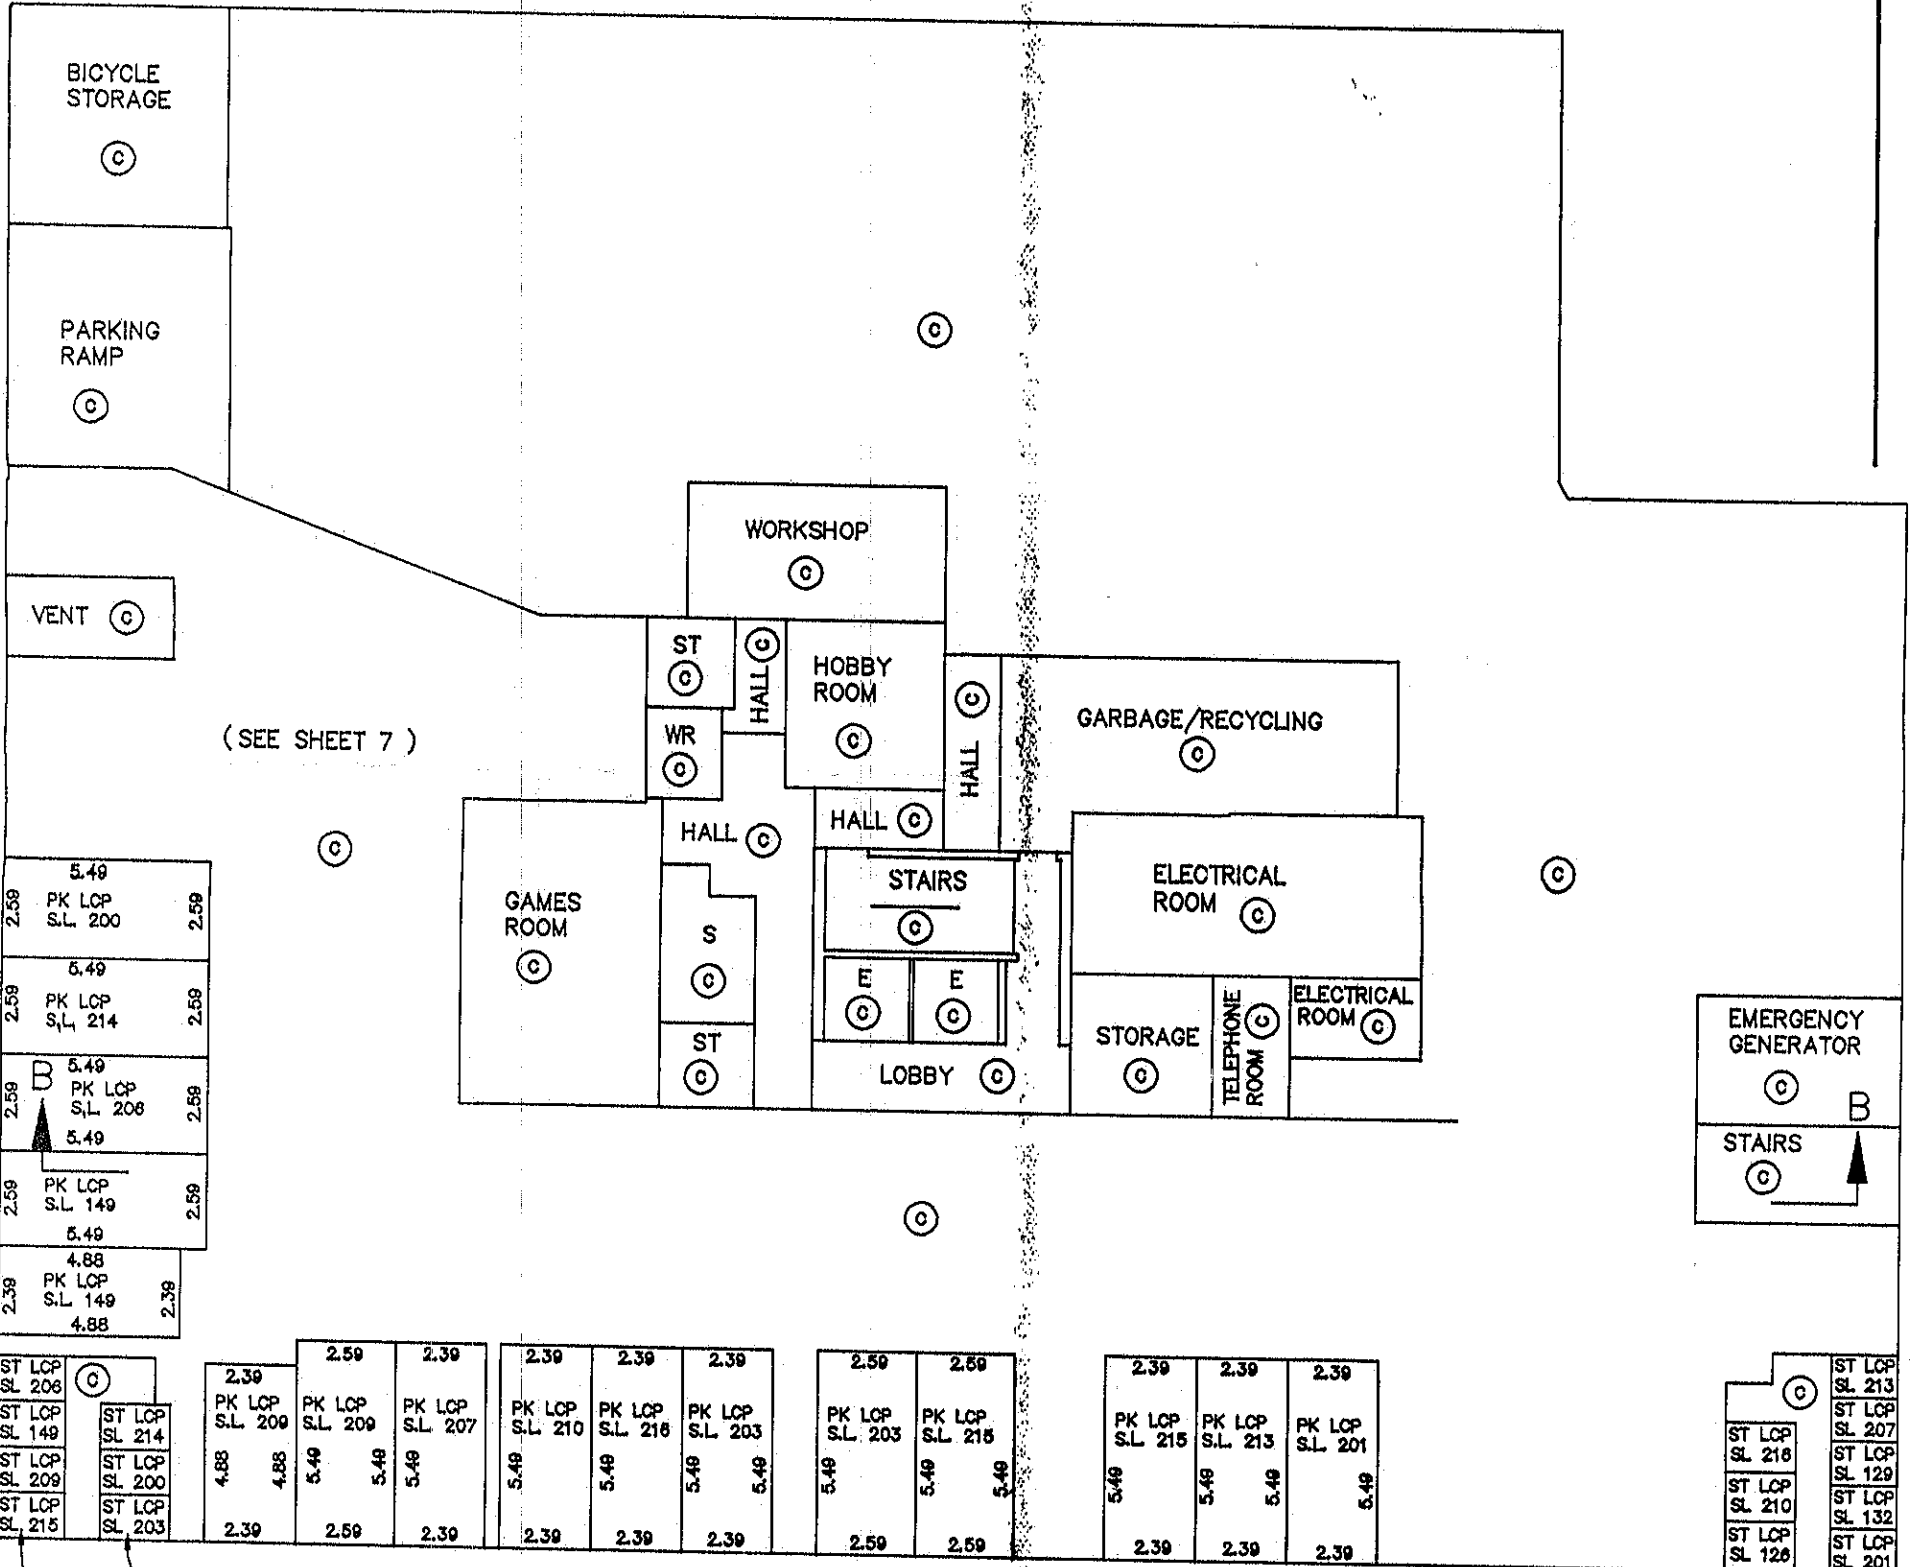 BICYCLE
STORAGE
C
PARKING
RAMP
C
C
WORKSHOP
C
VENT C
ST
C
HALL C
HOBBY
ROOM
C
HALL C
GARBAGE/RECYCLING
C
(SEE SHEET 7 )
WR
C
C
HALL C
HALL C
GAMES
ROOM
C
S
C
ST
C
STAIRS
C
E
C
E
C
LOBBY C
ELECTRICAL
ROOM C
C
STORAGE
C
TELEPHONE
ROOM C
ELECTRICAL
ROOM C
EMERGENCY
GENERATOR
C
B
STAIRS
C
5.49
2.59
PK LCP
S.L. 200
2.59
5.49
2.59
PK LCP
S.L. 214
2.59
5.49
B
2.59
PK LCP
S.L. 206
2.59
5.49
2.59
PK LCP
S.L. 149
2.59
5.49
4.88
2.39
PK LCP
S.L. 149
2.39
4.88
C
ST LCP
SL 206
C
ST LCP
SL 149
ST LCP
SL 209
ST LCP
SL 215
ST LCP
SL 214
ST LCP
SL 200
ST LCP
SL 203
2.39
PK LCP
S.L. 209
4.88
4.88
2.39
2.59
PK LCP
S.L. 209
5.49
5.49
2.59
2.39
PK LCP
S.L. 207
5.49
2.39
2.39
PK LCP
S.L. 210
5.49
2.39
2.39
PK LCP
S.L. 216
5.49
2.39
2.39
PK LCP
S.L. 203
5.49
5.49
2.39
2.59
PK LCP
S.L. 203
5.49
2.59
2.59
PK LCP
S.L. 215
5.49
5.49
2.59
2.39
PK LCP
S.L. 215
5.49
2.39
2.39
PK LCP
S.L. 213
5.49
5.49
2.39
2.39
PK LCP
S.L. 201
5.49
2.39
C
ST LCP
SL 216
ST LCP
SL 210
ST LCP
SL 126
ST LCP
SL 213
ST LCP
SL 207
ST LCP
SL 129
ST LCP
SL 132
ST LCP
SL 201